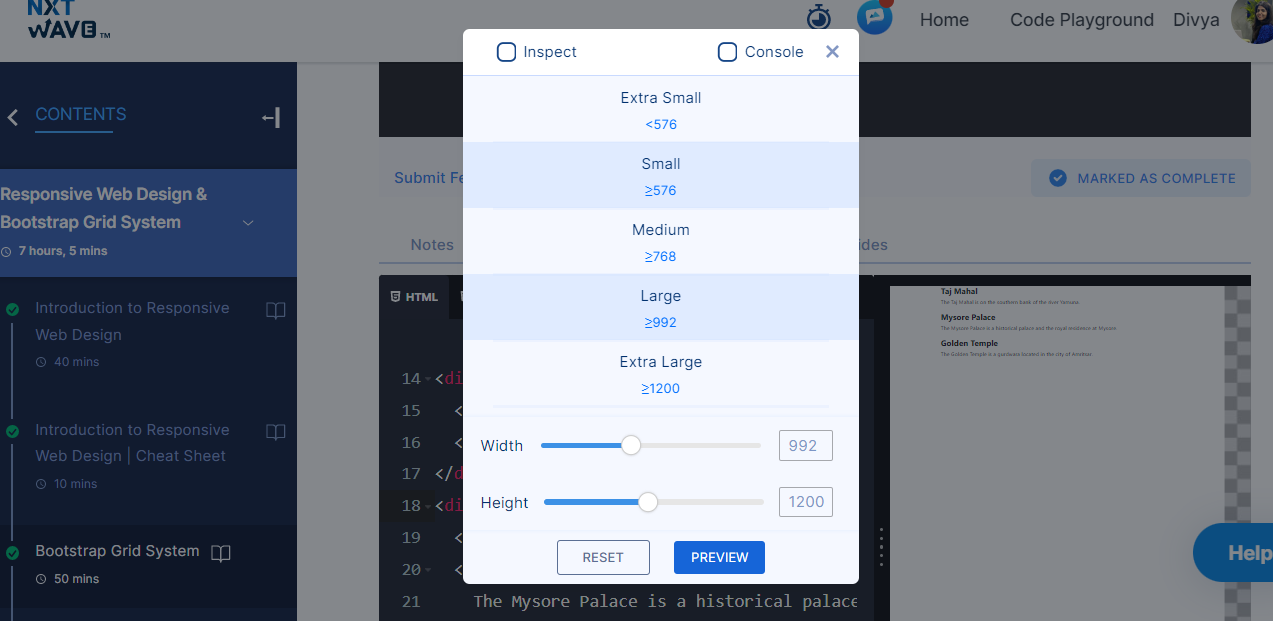 NXT
WAVE TM
Home
Code Playground
Divya
Inspect
Console
CONTENTS
Extra Small
<576
Small
≥576
Medium
≥768
Large
≥992
Extra Large
≥1200
Width
992
Height
1200
RESET
PREVIEW
Submit Fe
MARKED AS COMPLETE
Responsive Web Design &
Bootstrap Grid System
7 hours, 5 mins
Notes
ides
HTML
Introduction to Responsive
Web Design
40 mins
Introduction to Responsive
Web Design | Cheat Sheet
10 mins
Bootstrap Grid System
50 mins
14 <di
15 <
16 <
17 </d
18 <di
19 <
20 <
21 The Mysore Palace is a historical palace
Taj Mahal
The Taj Mahal is on the southern bank of the river Yamuna.
Mysore Palace
The Mysore Palace is a historical palace and the royal residence at Mysore.
Golden Temple
The Golden Temple is a gurdwara located in the city of Amritsar.
Help